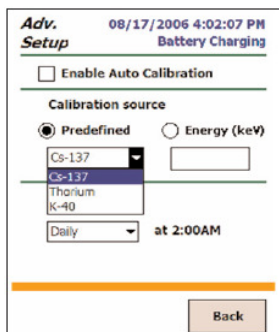 Adv. 08/17/2006 4:02:07 PM
Setup Battery Charging
Enable Auto Calibration
Calibration source
Predefined Energy (keV)
Cs-137
Cs-137
Thorium
K-40
Daily at 2:00AM
Back